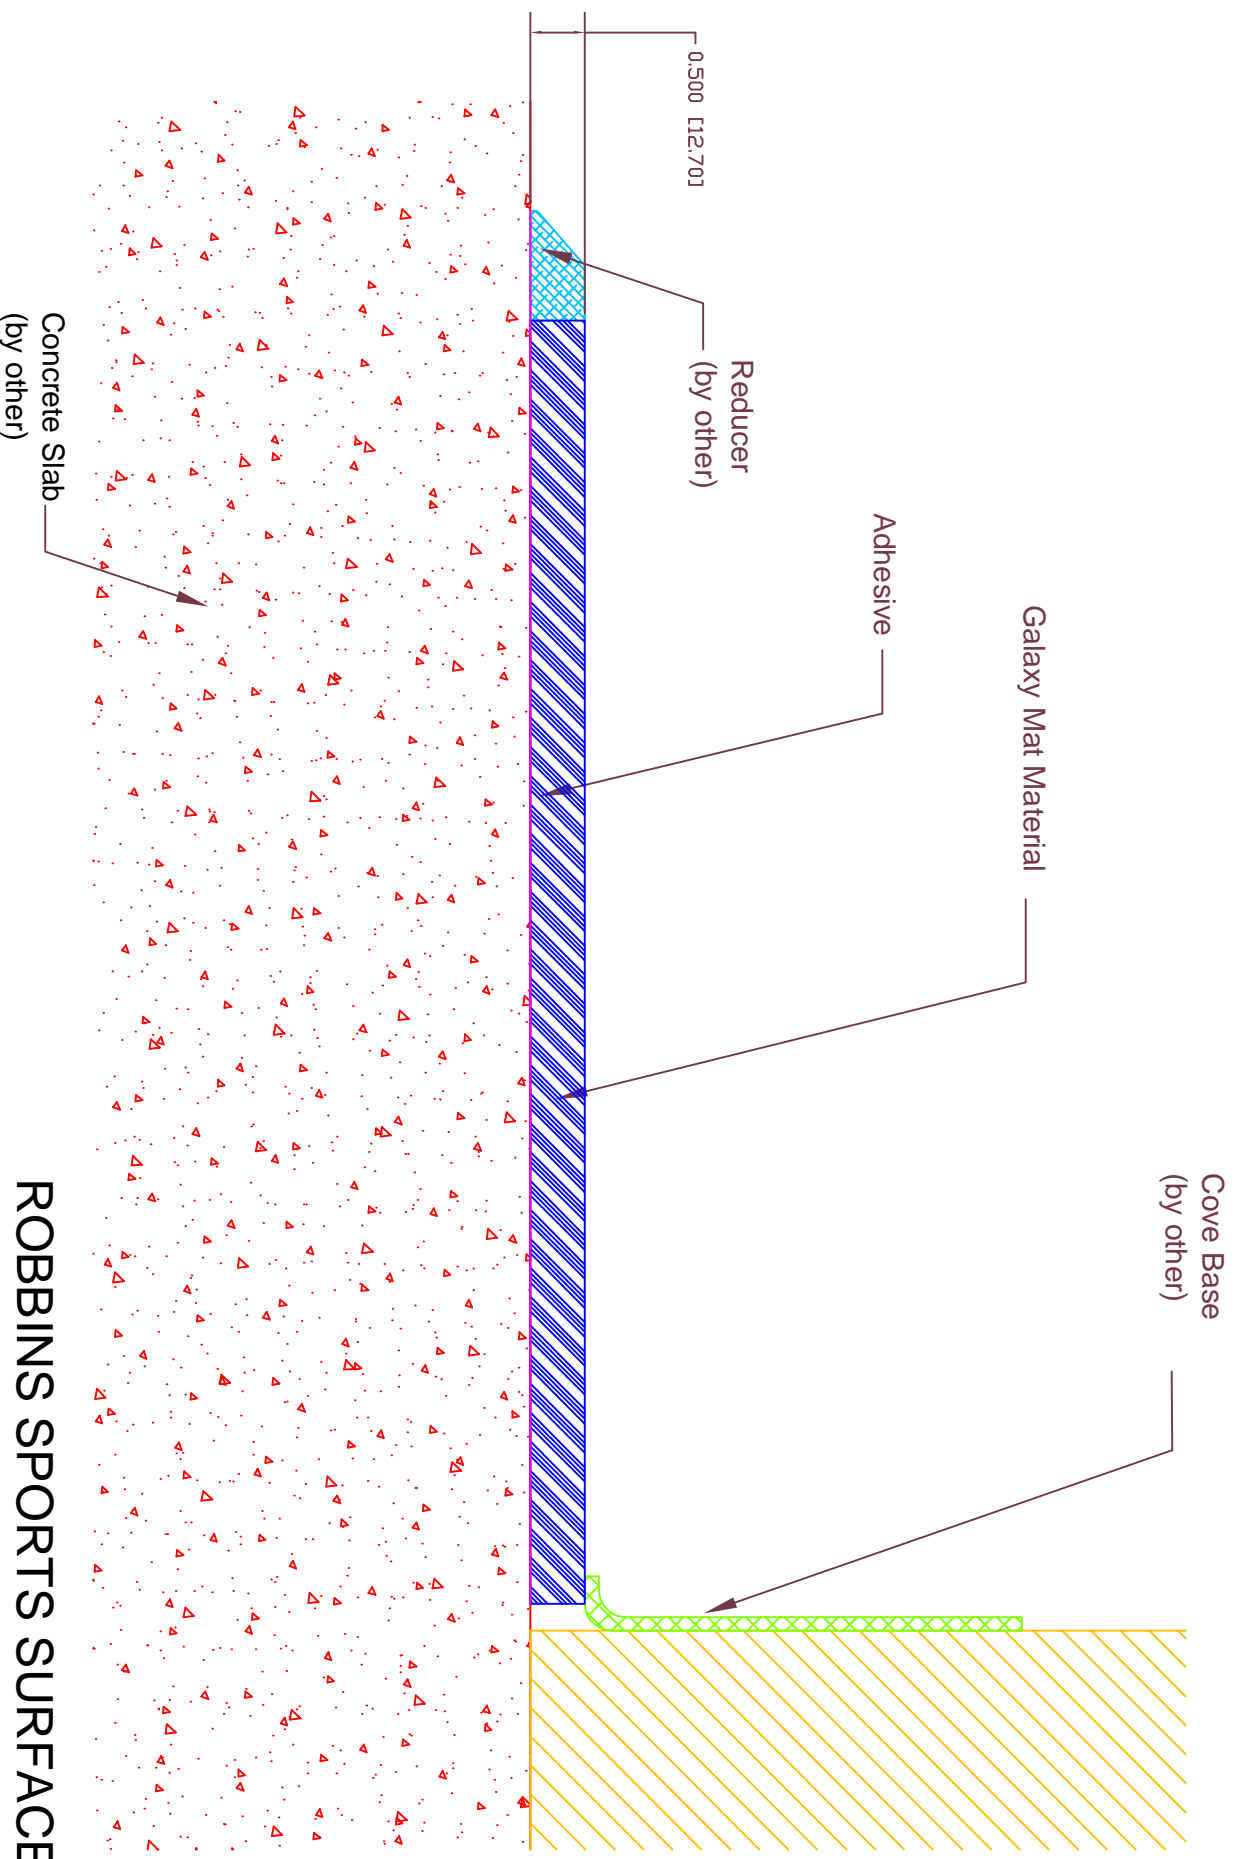 0.500 [12.70]
Reducer
(by other)
Adhesive
Galaxy Mat Material
Cove Base
(by other)
Concrete Slab
(by other)
ROBBINS SPORTS SURFACE